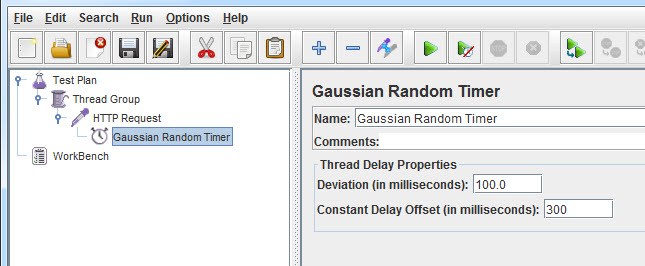 File Edit Search Run Options Help
Test Plan
Thread Group
HTTP Request
Gaussian Random Timer
WorkBench
Gaussian Random Timer
Name: Gaussian Random Timer
Comments:
Thread Delay Properties
Deviation (in milliseconds): 100.0
Constant Delay Offset (in milliseconds): 300